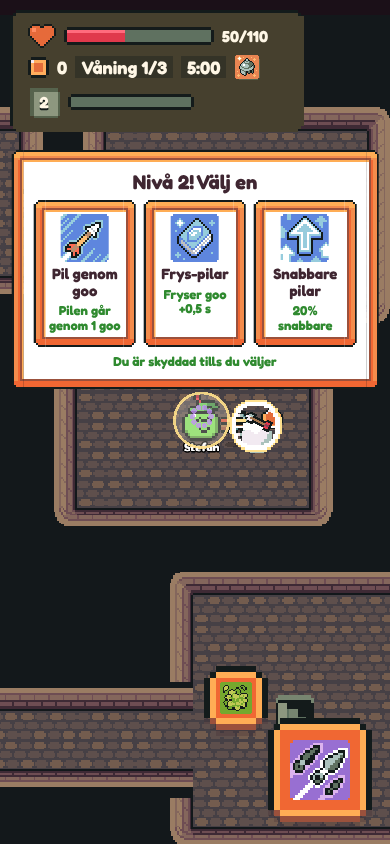 50/110
0 Våning 1/3 5:00
2
Nivå 2! Välj en
Pil genom
goo
Pilen går
genom 1 goo
Frys-pilar
Fryser goo
+0,5 s
Snabbare
pilar
20%
snabbare
Du är skyddad tills du väljer
Stefan